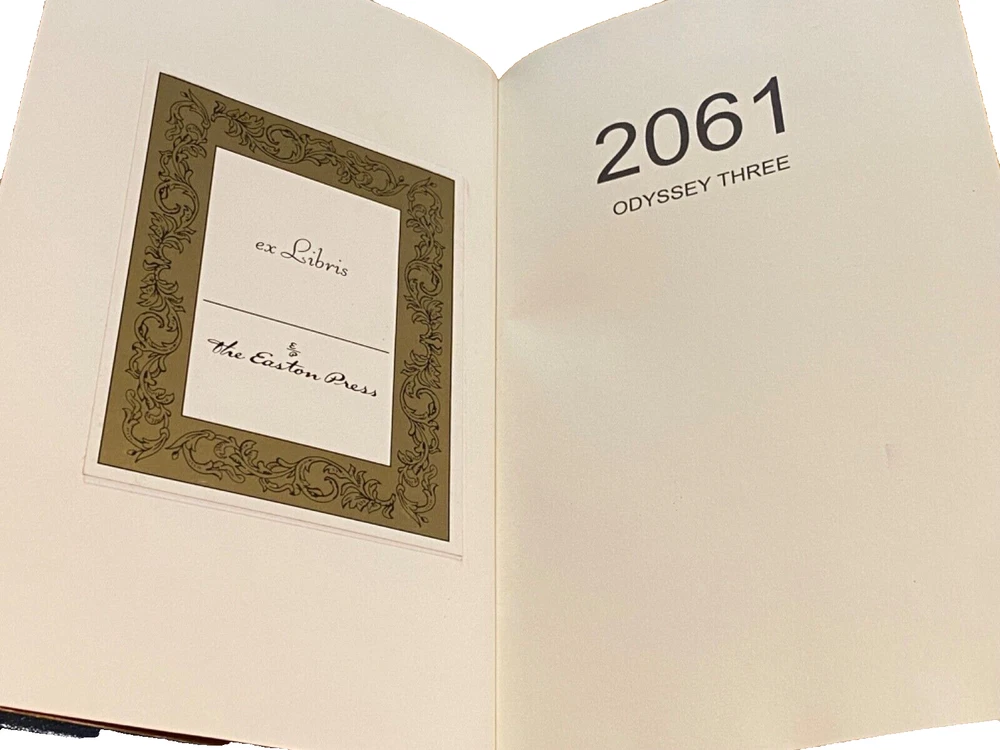 ex Libris
E
P
the Easton Press
2061
ODYSSEY THREE